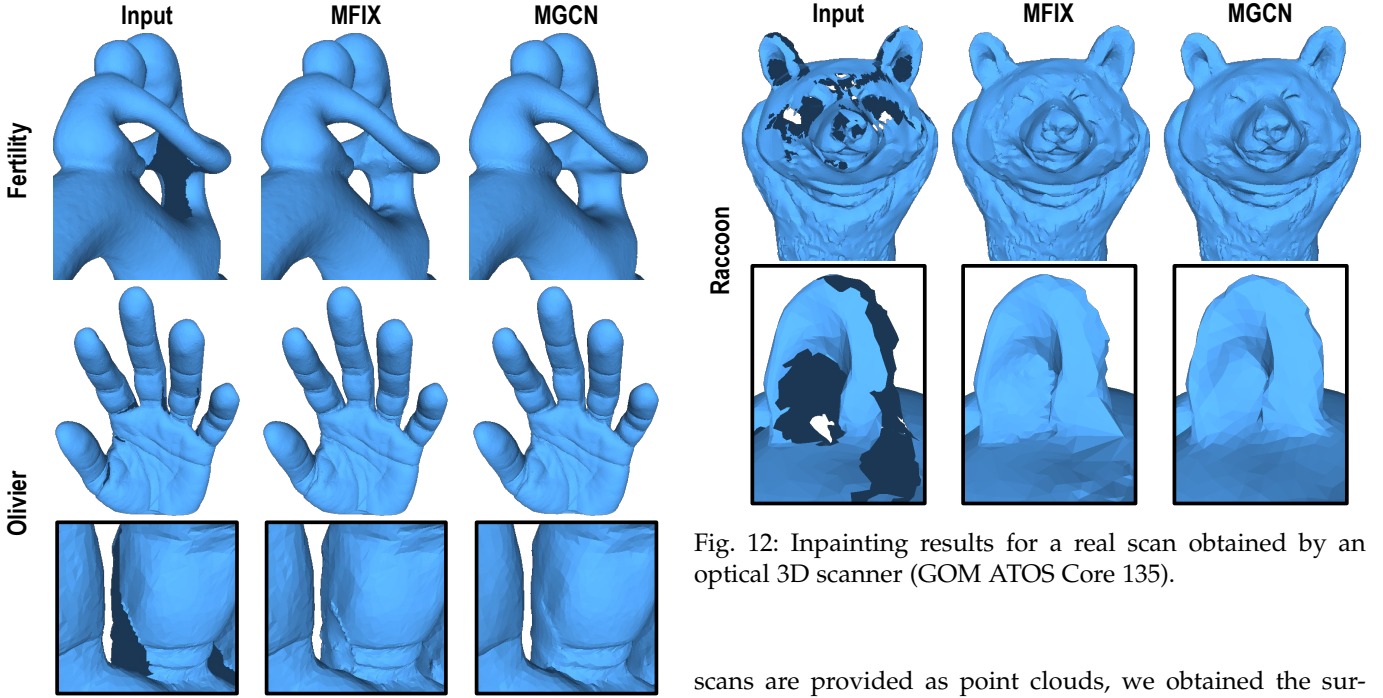 Input MFIX MGCN
Fertility
Olivier
Input MFIX MGCN
Raccoon
Fig. 12: Inpainting results for a real scan obtained by an
optical 3D scanner (GOM ATOS Core 135).
scans are provided as point clouds, we obtained the sur-